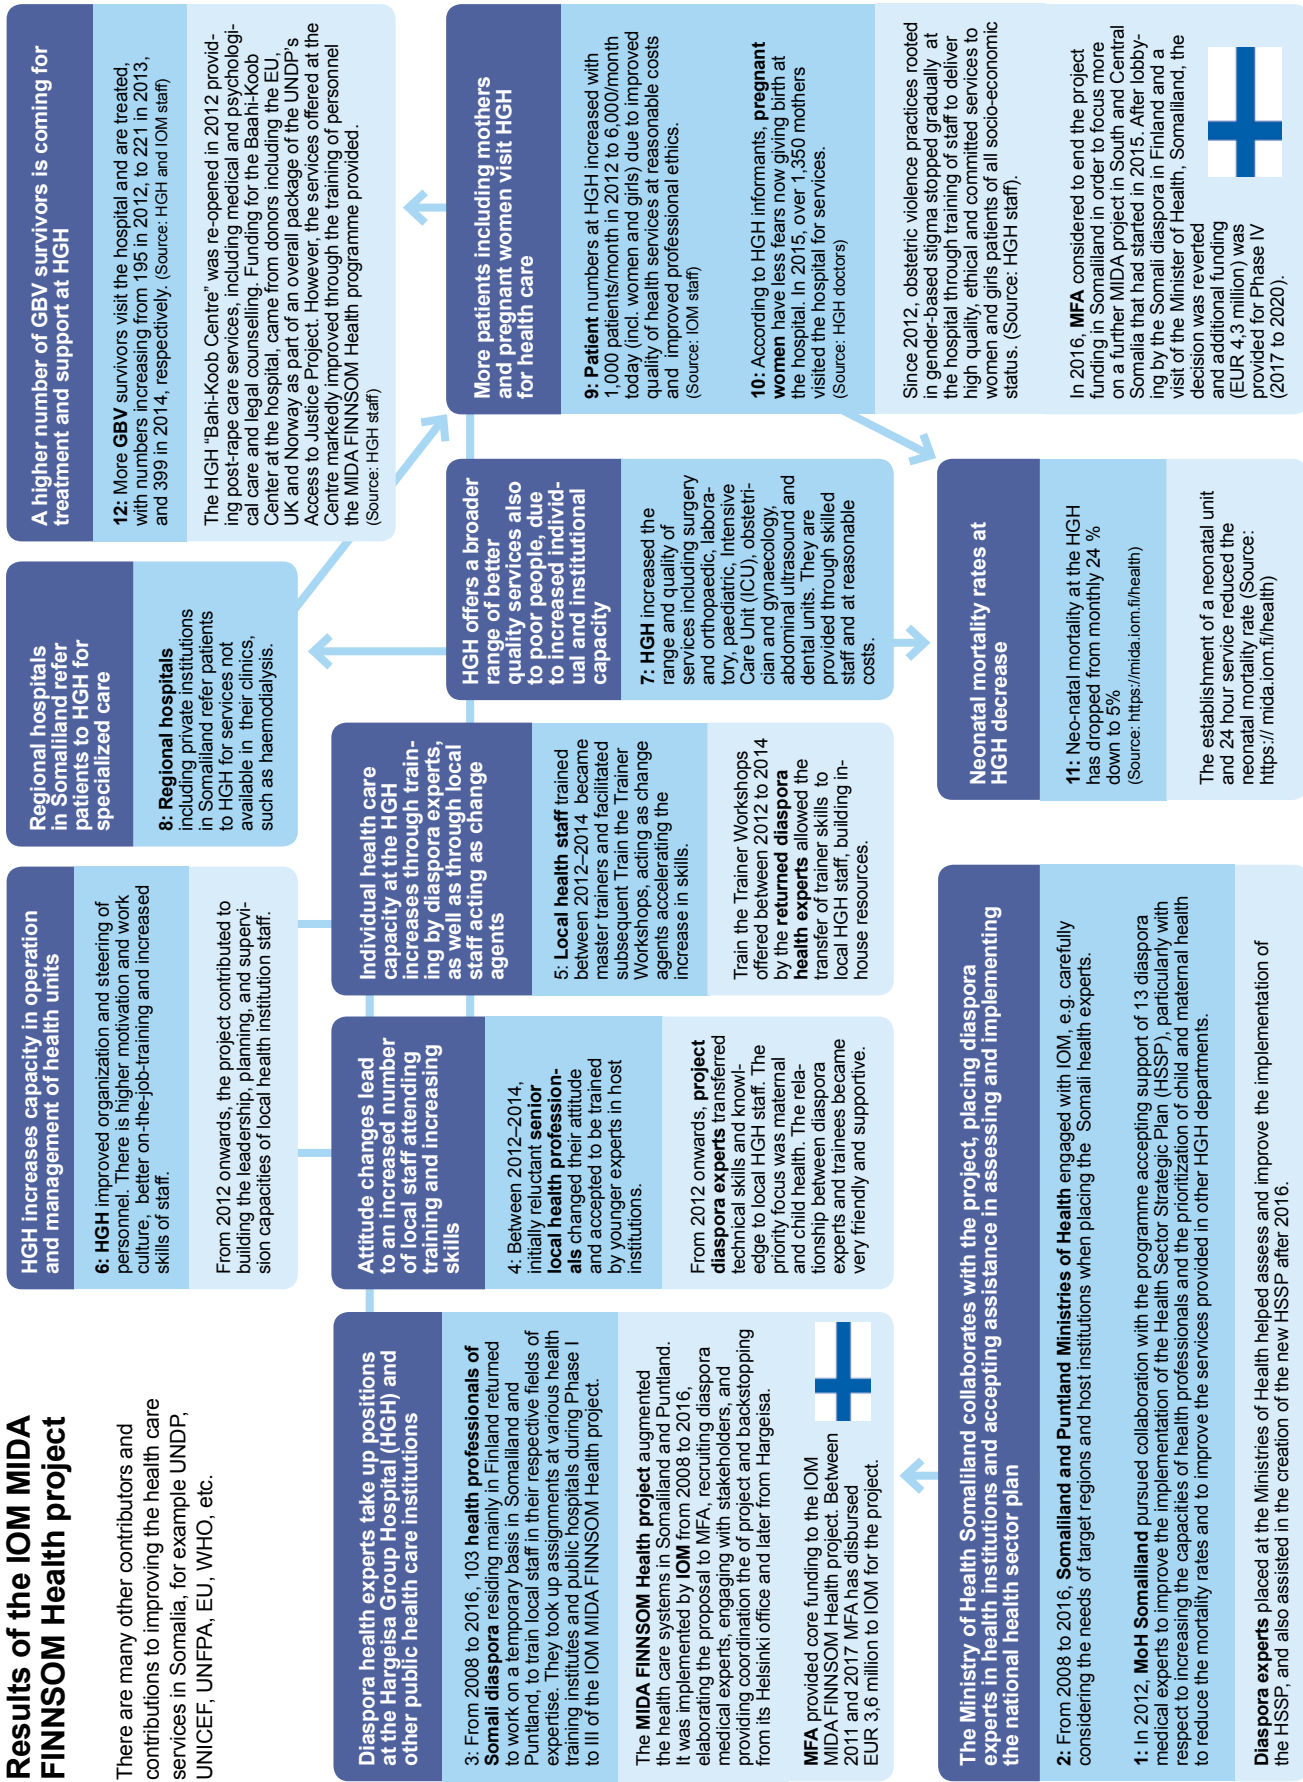 Results of the IOM MIDA
FINNSOM Health project
There are many other contributors and
contributions to improving the health care
services in Somalia, for example UNDP,
UNICEF, UNFPA, EU, WHO, etc.
HGH increases capacity in operation
and management of health units
6: HGH improved organization and steering of
personnel. There is higher motivation and work
culture, better on-the-job-training and increased
skills of staff.
From 2012 onwards, the project contributed to
building the leadership, planning, and supervi-
sion capacities of local health institution staff.
Regional hospitals
in Somaliland refer
patients to HGH for
specialized care
8: Regional hospitals
including private institutions
in Somaliland refer patients
to HGH for services not
available in their clinics,
such as haemodialysis.
A higher number of GBV survivors is coming for
treatment and support at HGH
12: More GBV survivors visit the hospital and are treated,
with numbers increasing from 195 in 2012, to 221 in 2013,
and 399 in 2014, respectively. (Source: HGH and IOM staff)
The HGH “Bahi-Koob Centre” was re-opened in 2012 provid-
ing post-rape care services, including medical and psychologi-
cal care and legal counselling. Funding for the Baahi-Koob
Center at the hospital, came from donors including the EU,
UK and Norway as part of an overall package of the UNDP’s
Access to Justice Project. However, the services offered at the
Centre markedly improved through the training of personnel
the MIDA FINNSOM Health programme provided.
(Source: HGH staff)
Diaspora health experts take up positions
at the Hargeisa Group Hospital (HGH) and
other public health care institutions
3: From 2008 to 2016, 103 health professionals of
Somali diaspora residing mainly in Finland returned
to work on a temporary basis in Somaliland and
Puntland, to train local staff in their respective fields of
expertise. They took up assignments at various health
training institutes and public hospitals during Phase I
to III of the IOM MIDA FINNSOM Health project.
The MIDA FINNSOM Health project augmented
the health care systems in Somaliland and Puntland.
It was implemented by IOM from 2008 to 2016,
elaborating the proposal to MFA, recruiting diaspora
medical experts, engaging with stakeholders, and
providing coordination the of project and backstopping
from its Helsinki office and later from Hargeisa.
MFA provided core funding to the IOM
MIDA FINNSOM Health project. Between
2011 and 2017 MFA has disbursed
EUR 3,6 million to IOM for the project.
Attitude changes lead
to an increased number
of local staff attending
training and increasing
skills
4: Between 2012–2014,
initially reluctant senior
local health profession-
als changed their attitude
and accepted to be trained
by younger experts in host
institutions.
From 2012 onwards, project
diaspora experts transferred
technical skills and knowl-
edge to local HGH staff. The
priority focus was maternal
and child health. The rela-
tionship between diaspora
experts and trainees became
very friendly and supportive.
Individual health care
capacity at the HGH
increases through train-
ing by diaspora experts,
as well as through local
staff acting as change
agents
5: Local health staff trained
between 2012–2014 became
master trainers and facilitated
subsequent Train the Trainer
Workshops, acting as change
agents accelerating the
increase in skills.
Train the Trainer Workshops
offered between 2012 to 2014
by the returned diaspora
health experts allowed the
transfer of trainer skills to
local HGH staff, building in-
house resources.
HGH offers a broader
range of better
quality services also
to poor people, due
to increased individ-
ual and institutional
capacity
7: HGH increased the
range and quality of
services including surgery
and orthopaedic, labora-
tory, paediatric, Intensive
Care Unit (ICU), obstetri-
cian and gynaecology,
abdominal ultrasound and
dental units. They are
provided through skilled
staff and at reasonable
costs.
More patients including mothers
and pregnant women visit HGH
for health care
9: Patient numbers at HGH increased with
1,000 patients/month in 2012 to 6,000/month
today (incl. women and girls) due to improved
quality of health services at reasonable costs
and improved professional ethics.
(Source: IOM staff)
10: According to HGH informants, pregnant
women have less fears now giving birth at
the hospital. In 2015, over 1,350 mothers
visited the hospital for services.
(Source: HGH doctors)
Since 2012, obstetric violence practices rooted
in gender-based stigma stopped gradually at
the hospital through training of staff to deliver
high quality, ethical and committed services to
women and girls patients of all socio-economic
status. (Source: HGH staff).
In 2016, MFA considered to end the project
funding in Somaliland in order to focus more
on a further MIDA project in South and Central
Somalia that had started in 2015. After lobby-
ing by the Somali diaspora in Finland and a
visit of the Minister of Health, Somaliland, the
decision was reverted
and additional funding
(EUR 4,3 million) was
provided for Phase IV
(2017 to 2020).
The Ministry of Health Somaliland collaborates with the project, placing diaspora
experts in health institutions and accepting assistance in assessing and implementing
the national health sector plan
2: From 2008 to 2016, Somaliland and Puntland Ministries of Health engaged with IOM, e.g. carefully
considering the needs of target regions and host institutions when placing the Somali health experts.
1: In 2012, MoH Somaliland pursued collaboration with the programme accepting support of 13 diaspora
medical experts to improve the implementation of the Health Sector Strategic Plan (HSSP), particularly with
respect to increasing the capacities of health professionals and the prioritization of child and maternal health
to reduce the mortality rates and to improve the services provided in other HGH departments.
Diaspora experts placed at the Ministries of Health helped assess and improve the implementation of
the HSSP, and also assisted in the creation of the new HSSP after 2016.
Neonatal mortality rates at
HGH decrease
11: Neo-natal mortality at the HGH
has dropped from monthly 24 %
down to 5%
(Source: https://mida.iom.fi/health)
The establishment of a neonatal unit
and 24 hour service reduced the
neonatal mortality rate (Source:
https:// mida.iom.fi/health)